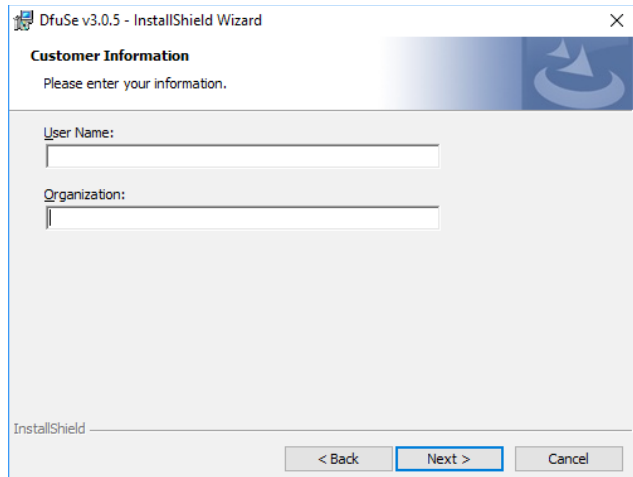 DfuSe v3.0.5 - InstallShield Wizard
Customer Information
Please enter your information.
User Name:
Organization:
InstallShield
< Back Next > Cancel